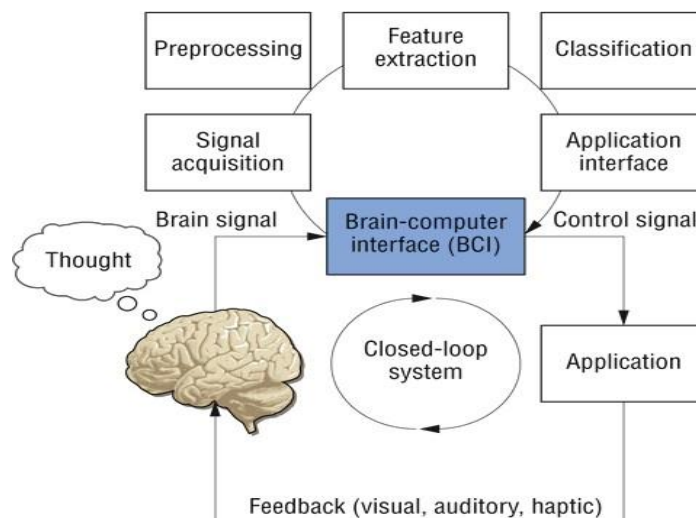 Preprocessing
Feature
extraction
Classification
Signal
acquisition
Application
interface
Brain signal
Brain-computer
interface (BCI)
Control signal
Thought
Closed-loop
system
Application
Feedback (visual, auditory, haptic)